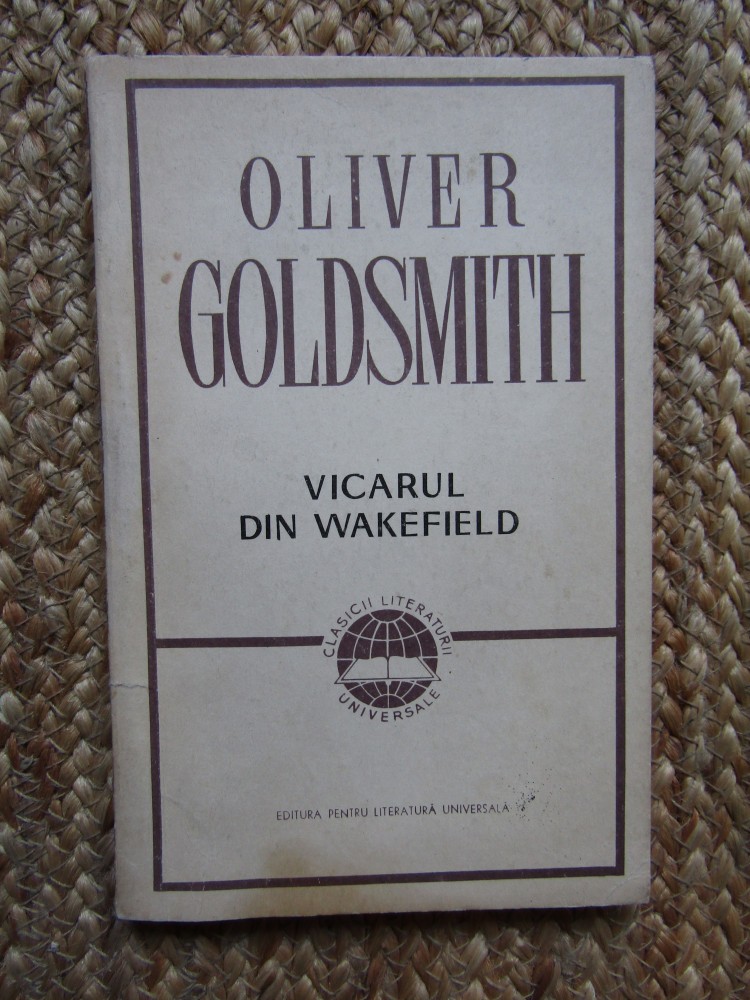 OLIVER
GOLDSMITH
VICARUL
DIN WAKEFIELD
CLASICII LITERATURII
UNIVERSALE
EDITURA PENTRU LITERATURĂ UNIVERSALĂ